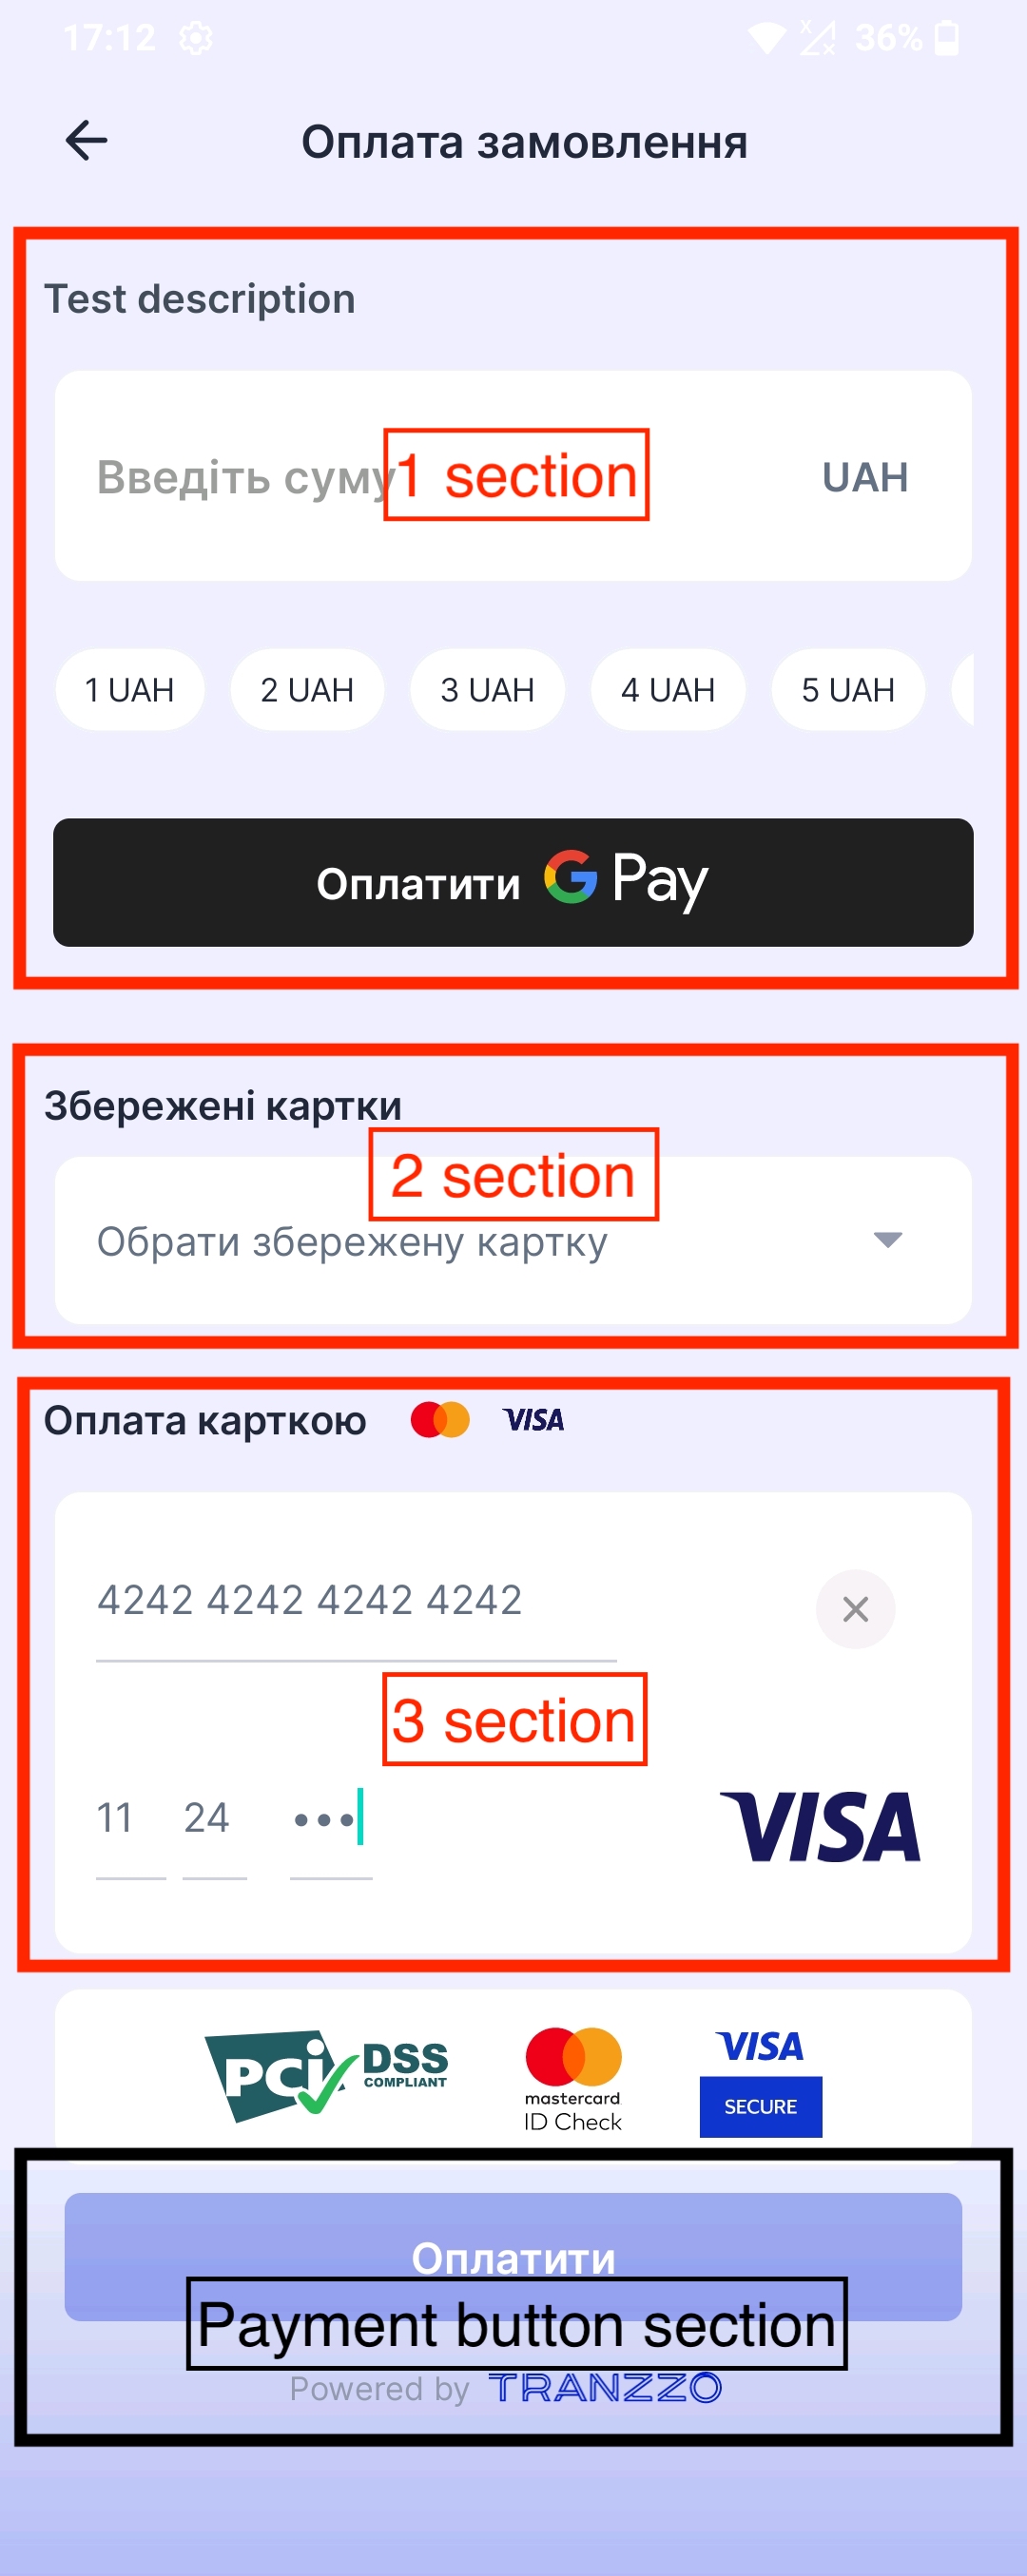 17:12 36%
Оплата замовлення
Test description
Введіть суму 1 section UAH
1 UAH 2 UAH 3 UAH 4 UAH 5 UAH
Оплатити G Pay
Збережені картки
2 section
Обрати збережену картку
Оплата карткою VISA
4242 4242 4242 4242
3 section
11 24 •••
VISA
PCi DSS COMPLIANT
mastercard
ID Check
VISA
SECURE
Оплатити
Payment button section
Powered by TRANZZO